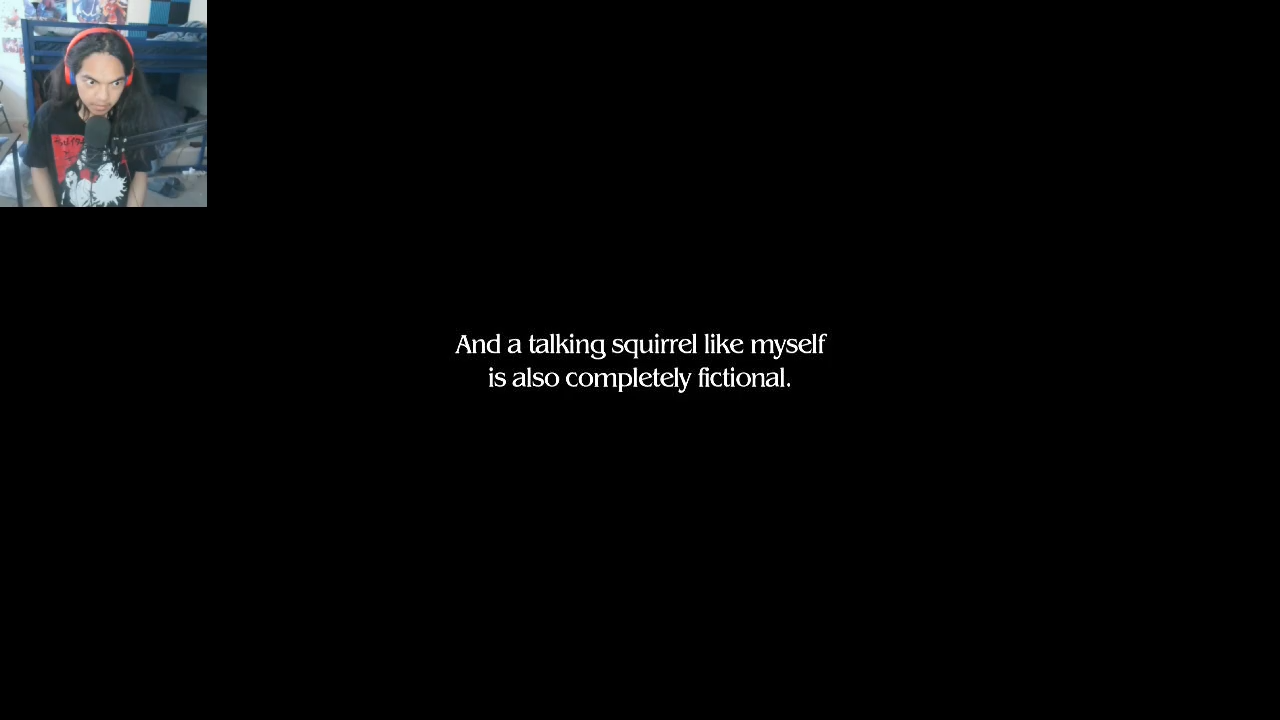 And a talking squirrel like myself
is also completely fictional.